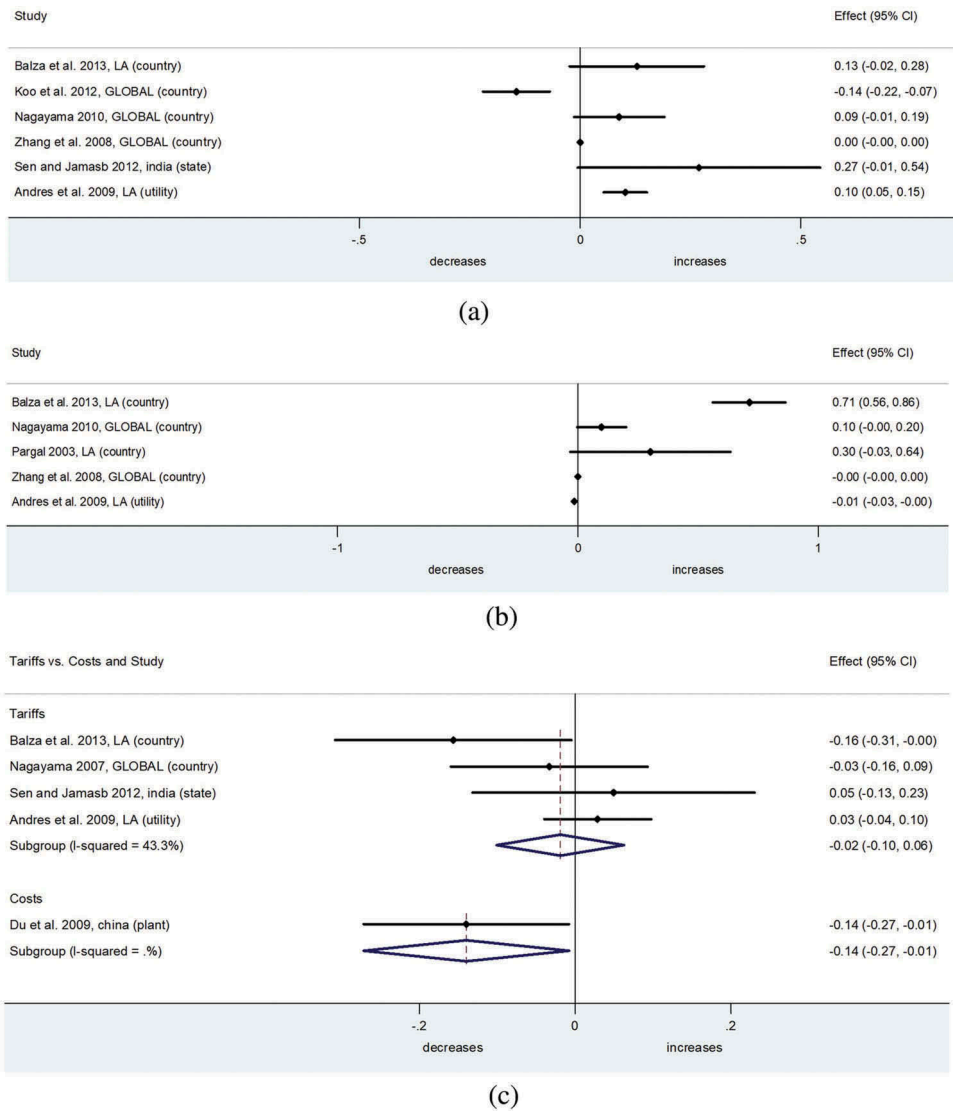 Study Effect (95% CI)
Balza et al. 2013, LA (country) 0.13 (-0.02, 0.28)
Koo et al. 2012, GLOBAL (country) -0.14 (-0.22, -0.07)
Nagayama 2010, GLOBAL (country) 0.09 (-0.01, 0.19)
Zhang et al. 2008, GLOBAL (country) 0.00 (-0.00, 0.00)
Sen and Jamasb 2012, india (state) 0.27 (-0.01, 0.54)
Andres et al. 2009, LA (utility) 0.10 (0.05, 0.15)
-.5 0 .5
decreases increases
(a)
Study Effect (95% CI)
Balza et al. 2013, LA (country) 0.71 (0.56, 0.86)
Nagayama 2010, GLOBAL (country) 0.10 (-0.00, 0.20)
Pargal 2003, LA (country) 0.30 (-0.03, 0.64)
Zhang et al. 2008, GLOBAL (country) -0.00 (-0.00, 0.00)
Andres et al. 2009, LA (utility) -0.01 (-0.03, -0.00)
-1 0 1
decreases increases
(b)
Tariffs vs. Costs and Study Effect (95% CI)
Tariffs
Balza et al. 2013, LA (country) -0.16 (-0.31, -0.00)
Nagayama 2007, GLOBAL (country) -0.03 (-0.16, 0.09)
Sen and Jamasb 2012, india (state) 0.05 (-0.13, 0.23)
Andres et al. 2009, LA (utility) 0.03 (-0.04, 0.10)
Subgroup (I-squared = 43.3%) -0.02 (-0.10, 0.06)
Costs
Du et al. 2009, china (plant) -0.14 (-0.27, -0.01)
Subgroup (I-squared = .%) -0.14 (-0.27, -0.01)
-.2 0 .2
decreases increases
(c)